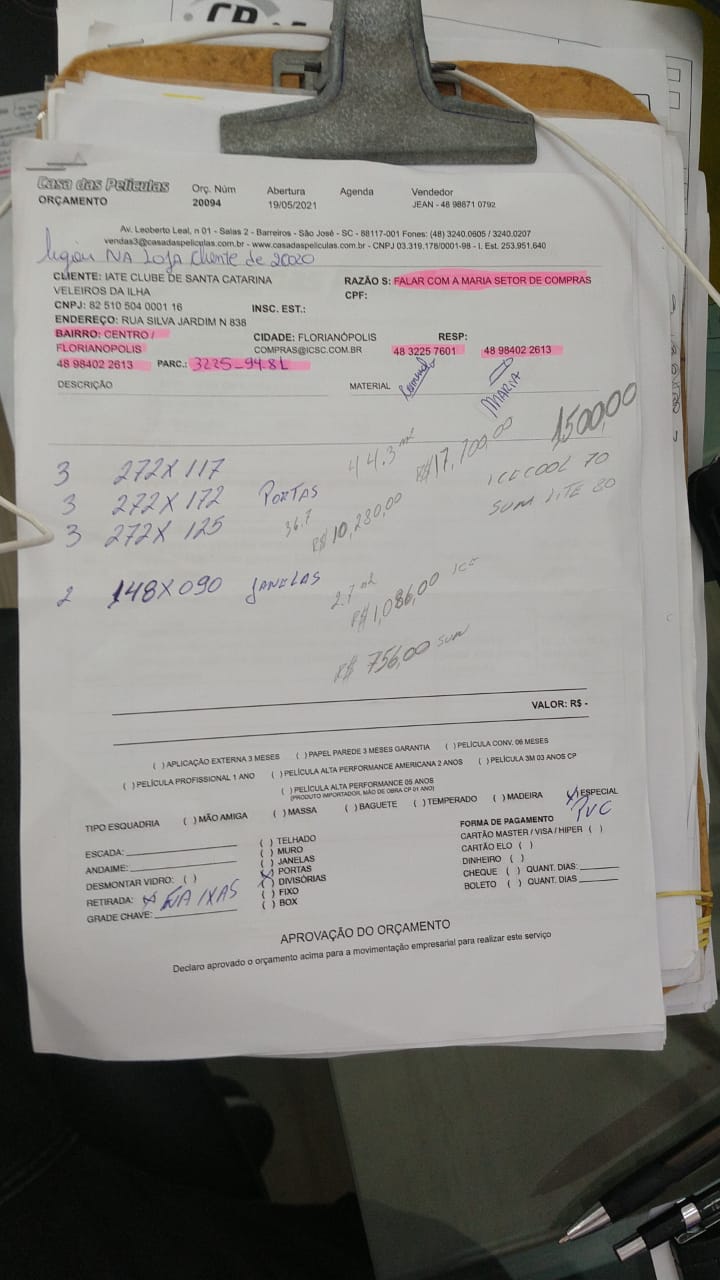 Casa das Películas
ORÇAMENTO
Orç. Núm
20094
Abertura
19/05/2021
Agenda
Vendedor
JEAN - 48 98871 0792
Av. Leoberto Leal, n 01 - Salas 2 - Barreiros - São José - SC - 88117-001 Fones: (48) 3240.0605 / 3240.0207
vendas3@casadaspeliculas.com.br - www.casadaspeliculas.com.br - CNPJ 03.319.178/0001-98 - I. Est. 253.951.640
ligou NA Loja cliente de 2020
CLIENTE: IATE CLUBE DE SANTA CATARINA
VELEIROS DA ILHA
RAZÃO S: FALAR COM A MARIA SETOR DE COMPRAS
CPF:
CNPJ: 82 510 504 0001 16
INSC. EST.:
ENDEREÇO: RUA SILVA JARDIM N 838
BAIRRO: CENTRO /
FLORIANOPOLIS
CIDADE: FLORIANÓPOLIS
RESP:
COMPRAS@ICSC.COM.BR
48 3225 7601
48 98402 2613
48 98402 2613
PARC.: 3225-9481
DESCRIÇÃO
MATERIAL
MARIA
3 272X117 44.3 m² R$17,700,00 1500,00
3 272X172 PORTAS ICECOOL 70
3 272X125 36.7 R$10,280,00 SUN LITE 80
2 148X090 JANELAS 2.7 m²
R$1,086,00 ICE
R$ 756,00 SUN
VALOR: R$ -
( ) APLICAÇÃO EXTERNA 3 MESES ( ) PAPEL PAREDE 3 MESES GARANTIA ( ) PELÍCULA CONV. 06 MESES
( ) PELÍCULA PROFISSIONAL 1 ANO ( ) PELÍCULA ALTA PERFORMANCE AMERICANA 2 ANOS ( ) PELÍCULA 3M 03 ANOS CP
( ) PELÍCULA ALTA PERFORMANCE 05 ANOS
(PRODUTO IMPORTADOR, MÃO DE OBRA CP 01 ANO)
TIPO ESQUADRIA ( ) MÃO AMIGA ( ) MASSA ( ) BAGUETE ( ) TEMPERADO ( ) MADEIRA (X) ESPECIAL
PVC
ESCADA:
ANDAIME:
DESMONTAR VIDRO: ( )
RETIRADA: X FAIXAS
GRADE CHAVE:
( ) TELHADO
( ) MURO
( ) JANELAS
(X) PORTAS
( ) DIVISÓRIAS
( ) FIXO
( ) BOX
FORMA DE PAGAMENTO
CARTÃO MASTER / VISA / HIPER ( )
CARTÃO ELO ( )
DINHEIRO ( )
CHEQUE ( ) QUANT. DIAS:
BOLETO ( ) QUANT. DIAS
APROVAÇÃO DO ORÇAMENTO
Declaro aprovado o orçamento acima para a movimentação empresarial para realizar este serviço